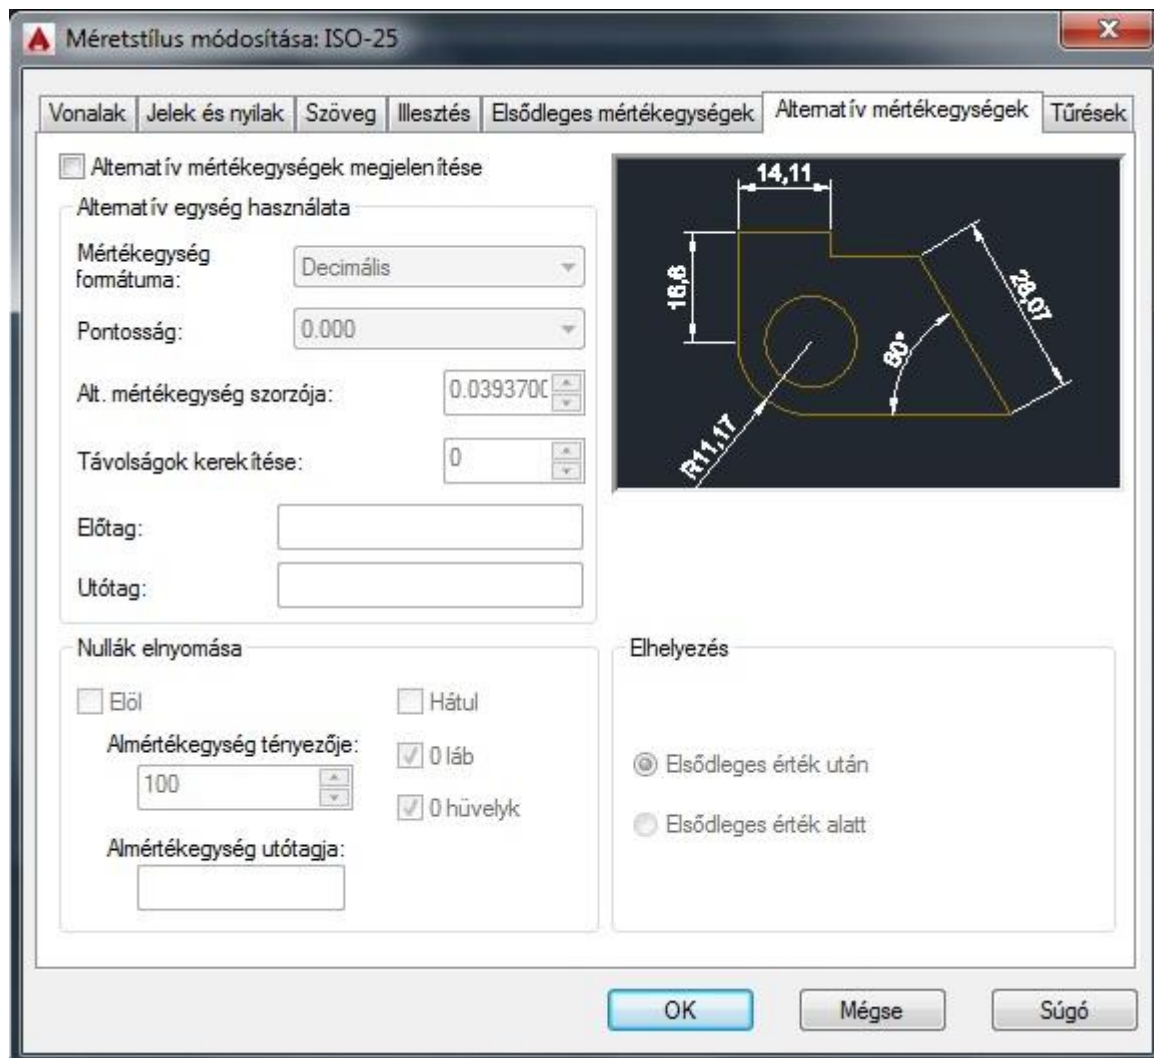 Méretstílus módosítása: ISO-25
Vonalak
Jelek és nyilak
Szöveg
Illesztés
Elsődleges mértékegységek
Alternatív mértékegységek
Tűrések
Alternatív mértékegységek megjelenítése
Alternatív egység használata
Mértékegység
formátuma:
Decimális
Pontosság:
0.000
Alt. mértékegység szorzója:
0.0393700
Távolságok kerekítése:
0
Előtag:
Utótag:
14,11
16,6
28,07
60°
R11,17
Nullák elnyomása
Elöl
Hátul
Almértékegység tényezője:
100
0 láb
0 hüvelyk
Almértékegység utótagja:
Elhelyezés
Elsődleges érték után
Elsődleges érték alatt
OK
Mégse
Súgó